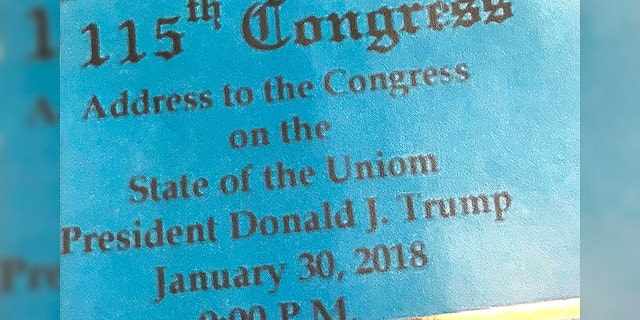 115th Congress
Address to the Congress
on the
State of the Uniom
President Donald J. Trump
January 30, 2018
P.M.